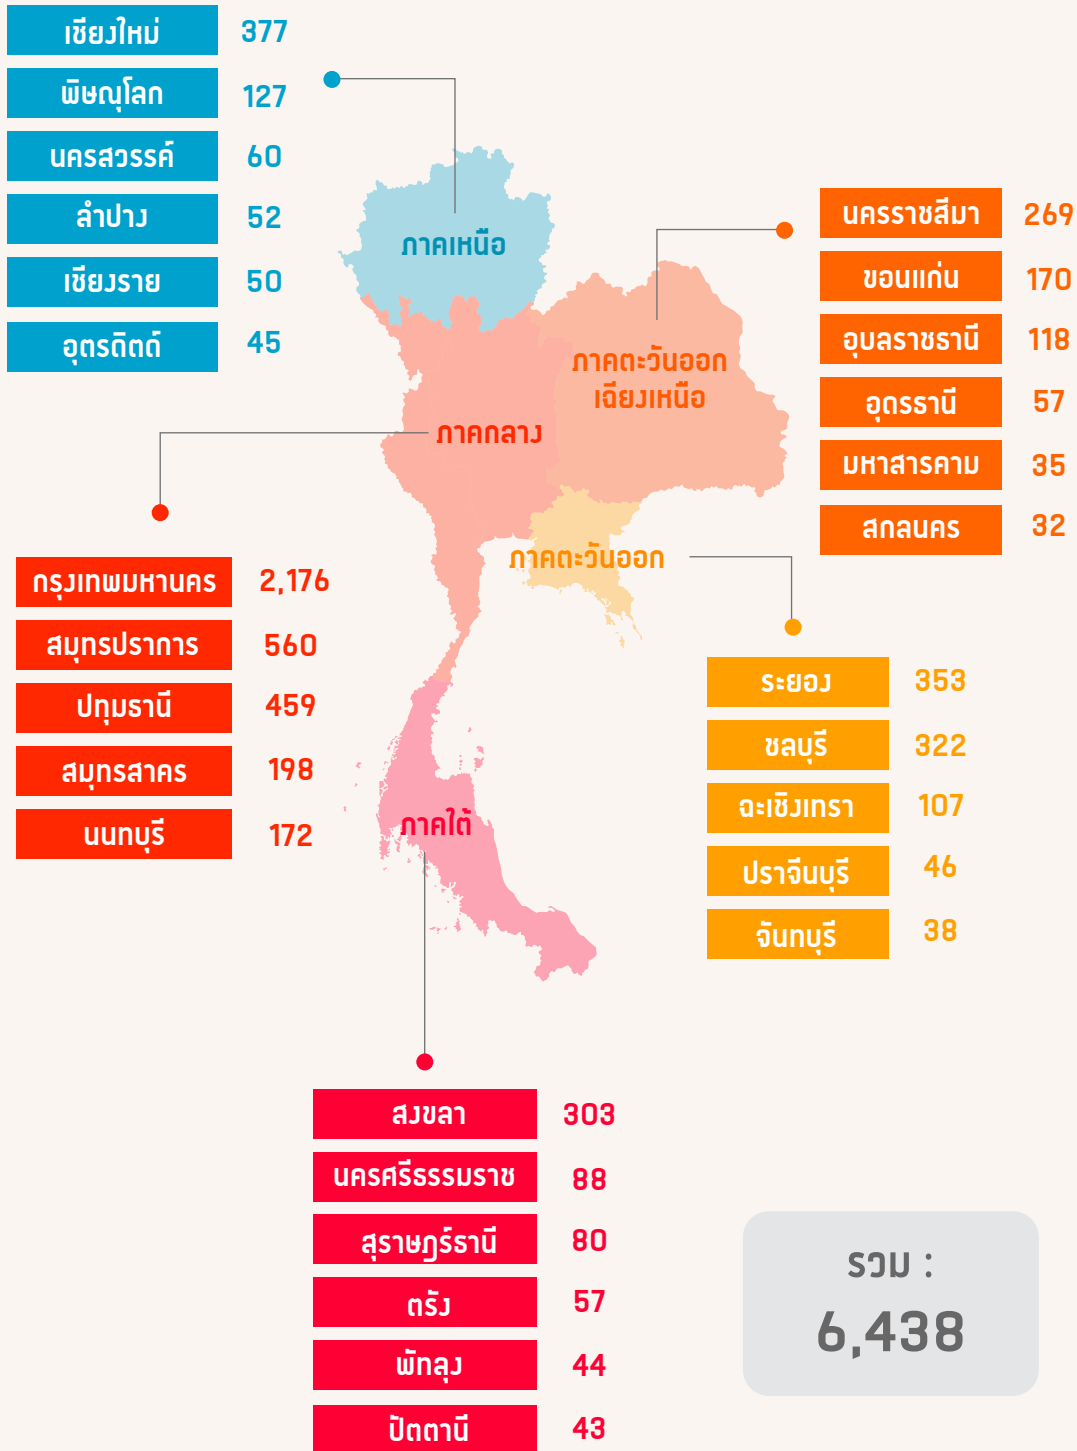 เชียงใหม่ 377
พิษณุโลก 127
นครสวรรค์ 60
ลำปาง 52
เชียงราย 50
อุตรดิตต์ 45
ภาคเหนือ
นครราชสีมา 269
ขอนแก่น 170
อุบลราชธานี 118
อุดรธานี 57
มหาสารคาม 35
สกลนคร 32
ภาคตะวันออก
เฉียงเหนือ
ภาคกลาง
ภาคตะวันออก
กรุงเทพมหานคร 2,176
สมุทรปราการ 560
ปทุมธานี 459
สมุทรสาคร 198
นนทบุรี 172
ระยอง 353
ชลบุรี 322
ฉะเชิงเทรา 107
ปราจีนบุรี 46
จันทบุรี 38
ภาคใต้
สงขลา 303
นครศรีธรรมราช 88
สุราษฎร์ธานี 80
ตรัง 57
พัทลุง 44
ปัตตานี 43
รวม :
6,438